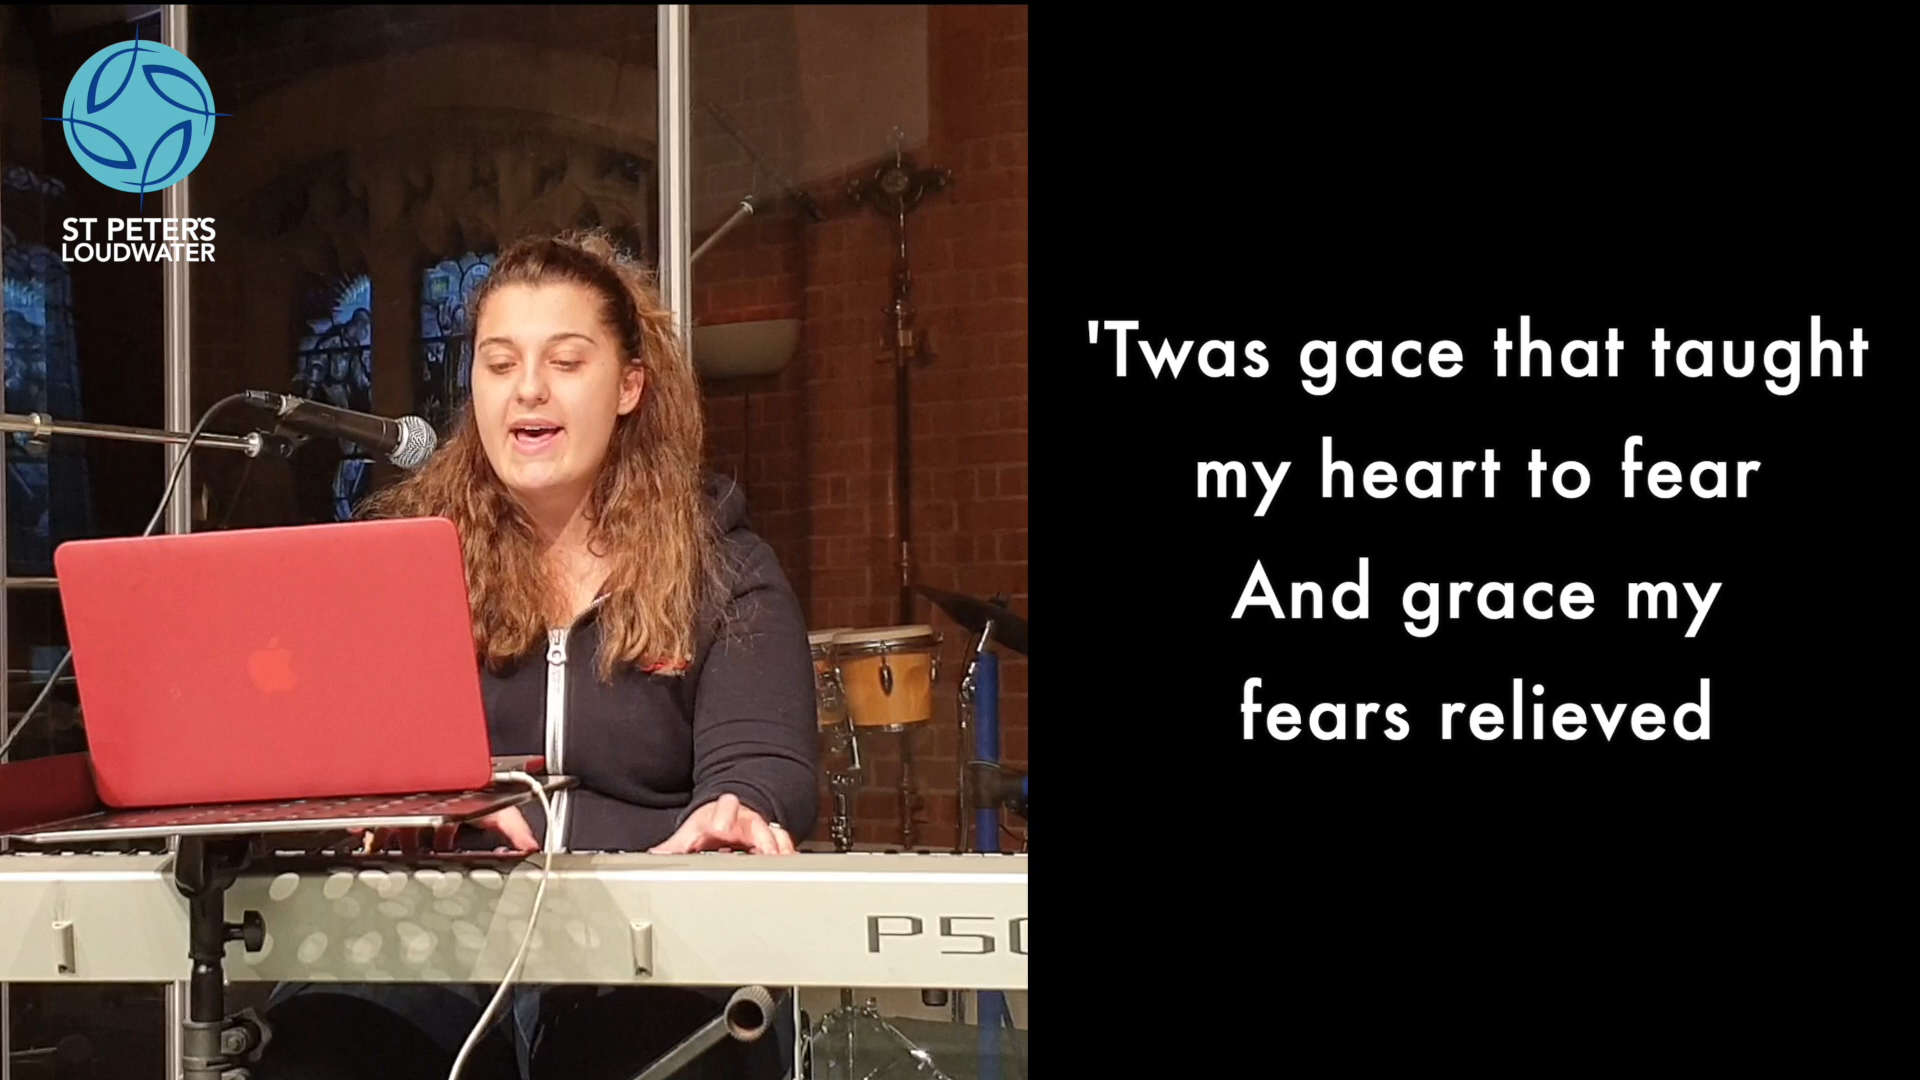 ST PETER'S
LOUDWATER
'Twas gace that taught
my heart to fear
And grace my
fears relieved
P50